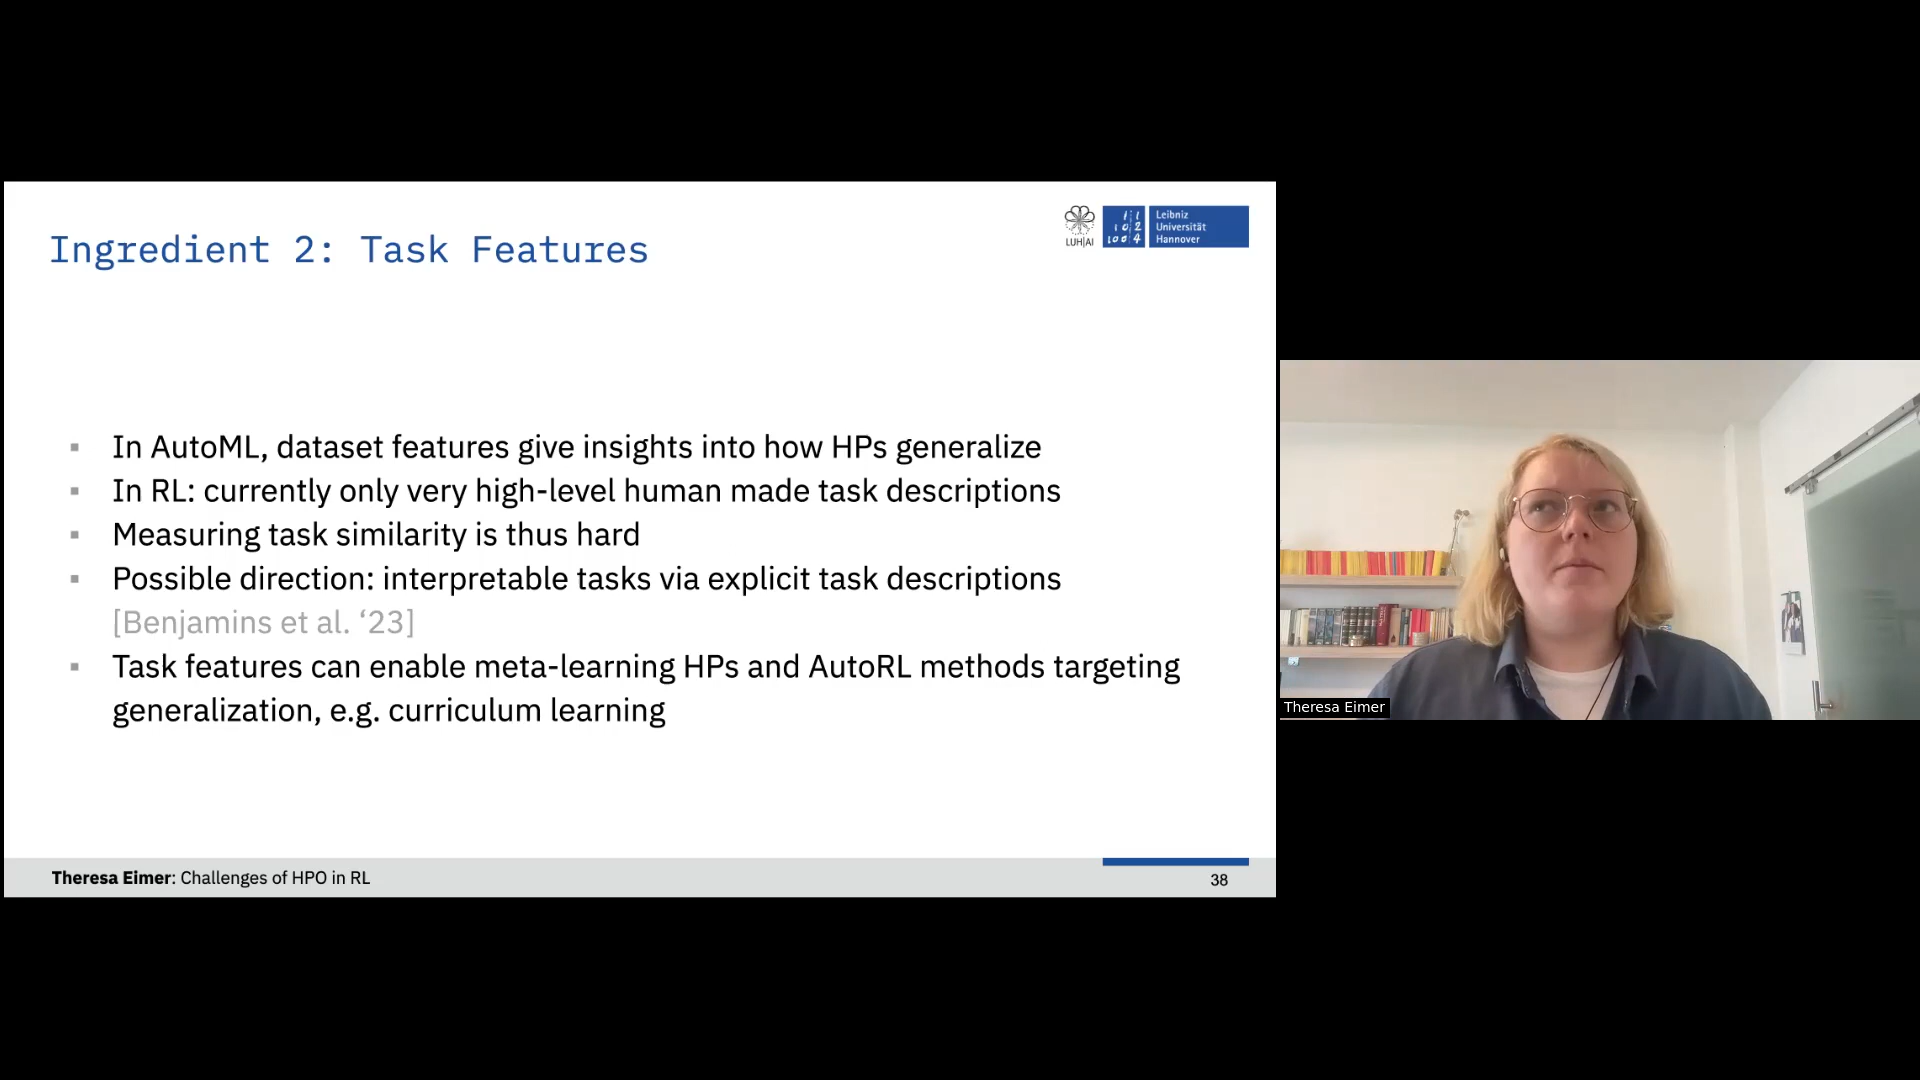 Ingredient 2: Task Features
LUH|AI
Leibniz
Universität
Hannover
▪ In AutoML, dataset features give insights into how HPs generalize
▪ In RL: currently only very high-level human made task descriptions
▪ Measuring task similarity is thus hard
▪ Possible direction: interpretable tasks via explicit task descriptions
[Benjamins et al. ‘23]
▪ Task features can enable meta-learning HPs and AutoRL methods targeting
generalization, e.g. curriculum learning
Theresa Eimer: Challenges of HPO in RL
38
Theresa Eimer